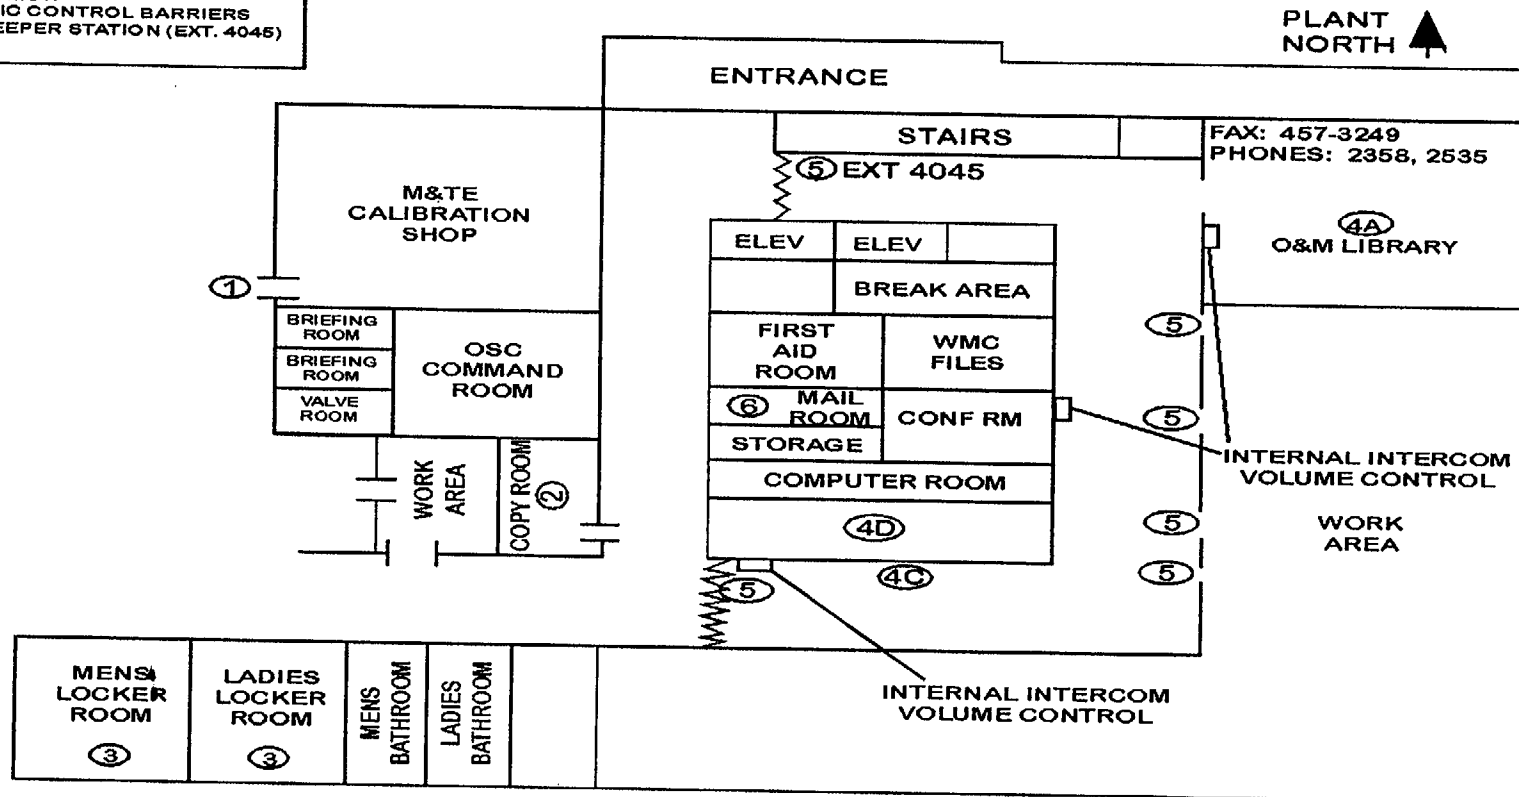 IC CONTROL BARRIERS
EEPER STATION (EXT. 4045)
PLANT
NORTH
ENTRANCE
STAIRS
FAX: 457-3249
PHONES: 2358, 2535
5 EXT 4045
M&TE
CALIBRATION
SHOP
4A
O&M LIBRARY
ELEV
ELEV
1
BREAK AREA
BRIEFING
ROOM
BRIEFING
ROOM
VALVE
ROOM
OSC
COMMAND
ROOM
FIRST
AID
ROOM
WMC
FILES
5
6 MAIL
ROOM
CONF RM
5
STORAGE
INTERNAL INTERCOM
VOLUME CONTROL
WORK
AREA
COPY ROOM
2
COMPUTER ROOM
4D
5
WORK
AREA
4C
5
5
MENS
LOCKER
ROOM
3
LADIES
LOCKER
ROOM
3
MENS
BATHROOM
LADIES
BATHROOM
INTERNAL INTERCOM
VOLUME CONTROL